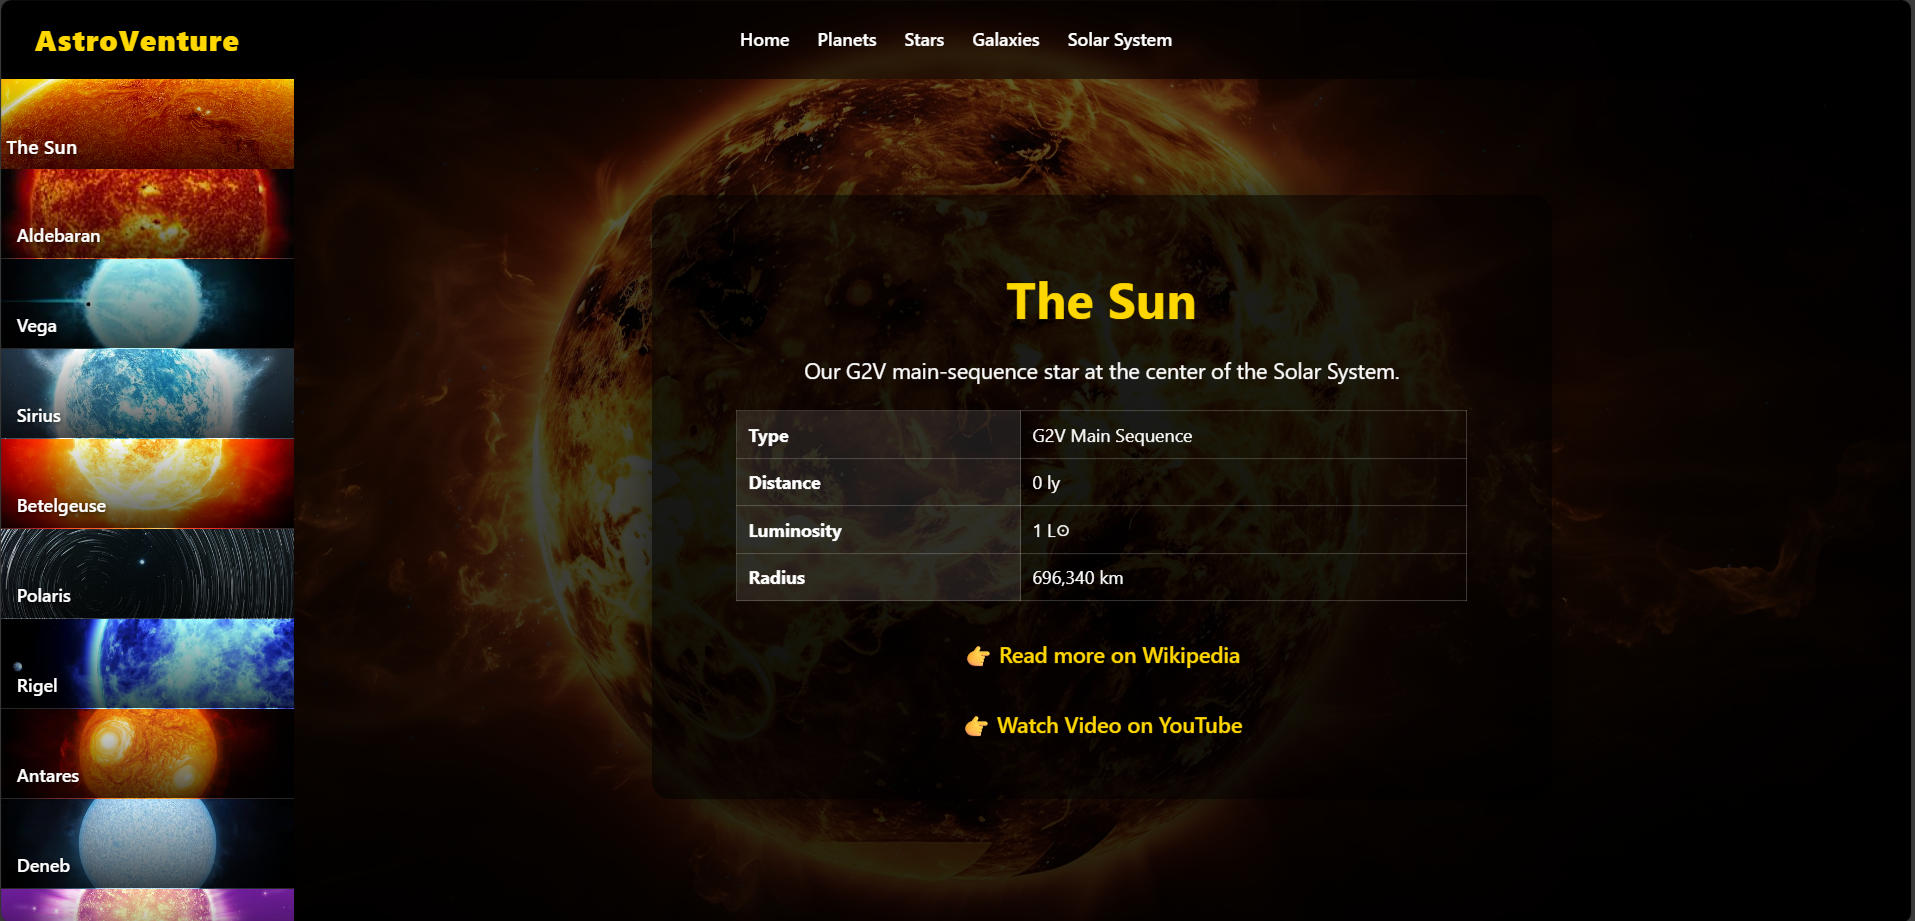 AstroVenture
Home Planets Stars Galaxies Solar System
The Sun
Aldebaran
Vega
Sirius
Betelgeuse
Polaris
Rigel
Antares
Deneb
The Sun
Our G2V main-sequence star at the center of the Solar System.
Type G2V Main Sequence
Distance 0 ly
Luminosity 1 L⊙
Radius 696,340 km
👉 Read more on Wikipedia
👉 Watch Video on YouTube